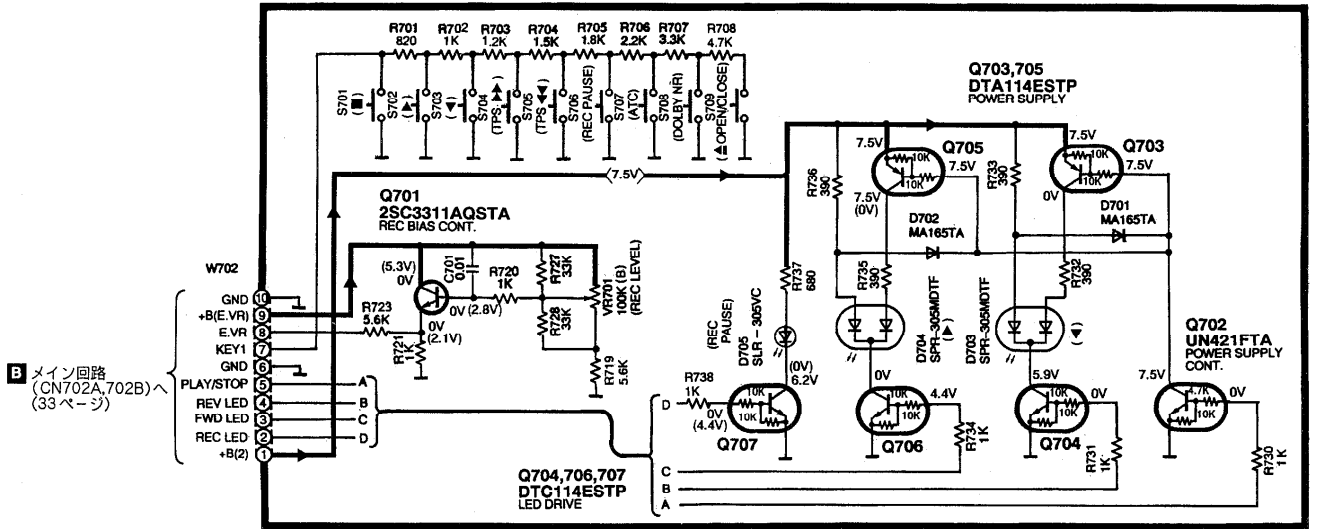 R701
820
R702
1K
R703
1.2K
R704
1.5K
R705
1.8K
R706
2.2K
R707
3.3K
R708
4.7K
S701
(■)
S702
(▲)
S703
(▼)
S704
(TPS ▶▶)
S705
(TPS ◀◀)
S706
(REC PAUSE)
S707
(ATC)
S708
(DOLBY NR)
S709
(▲OPEN/CLOSE)
Q703,705
DTA114ESTP
POWER SUPPLY
(7.5V)
7.5V
Q705
10K
10K
7.5V
7.5V
(0V)
R736
390
R733
390
7.5V
Q703
10K
10K
7.5V
0V
D701
MA165TA
D702
MA165TA
Q701
2SC3311AQSTA
REC BIAS CONT.
(5.3V)
0V
C701
0.01
R720
1K
R727
33K
R728
33K
VR701
100K (B)
(REC LEVEL)
0V
(2.8V)
0V
(2.1V)
R723
5.6K
R721
1K
R719
5.6K
R737
680
R735
390
R732
390
(REC PAUSE)
D705
SLR-305VC
D704
SPR-305MDTF
(▲)
D703
SPR-305MDTF
(▼)
W702
GND 10
+B(E.VR) 9
E.VR 8
KEY1 7
GND 6
PLAY/STOP 5 A
REV LED 4 B
FWD LED 3 C
REC LED 2 D
+B(2) 1
B メイン回路
(CN702A,702B)へ
(33ページ)
Q702
UN421FTA
POWER SUPPLY
CONT.
7.5V
4.7K
10K
0V
R738
1K
D
0V
(4.4V)
10K
10K
(0V)
6.2V
Q707
0V
10K
10K
4.4V
Q706
R734
1K
5.9V
10K
10K
0V
Q704
R731
1K
R730
1K
C
B
A
Q704,706,707
DTC114ESTP
LED DRIVE